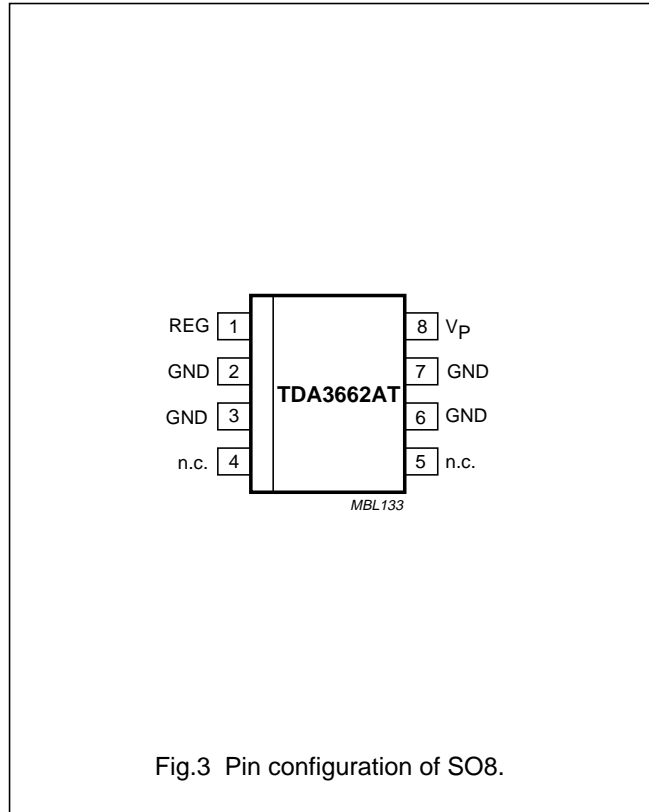 REG 1 8 VP
GND 2 7 GND
TDA3662AT
GND 3 6 GND
n.c. 4 5 n.c.
MBL133
Fig.3 Pin configuration of SO8.